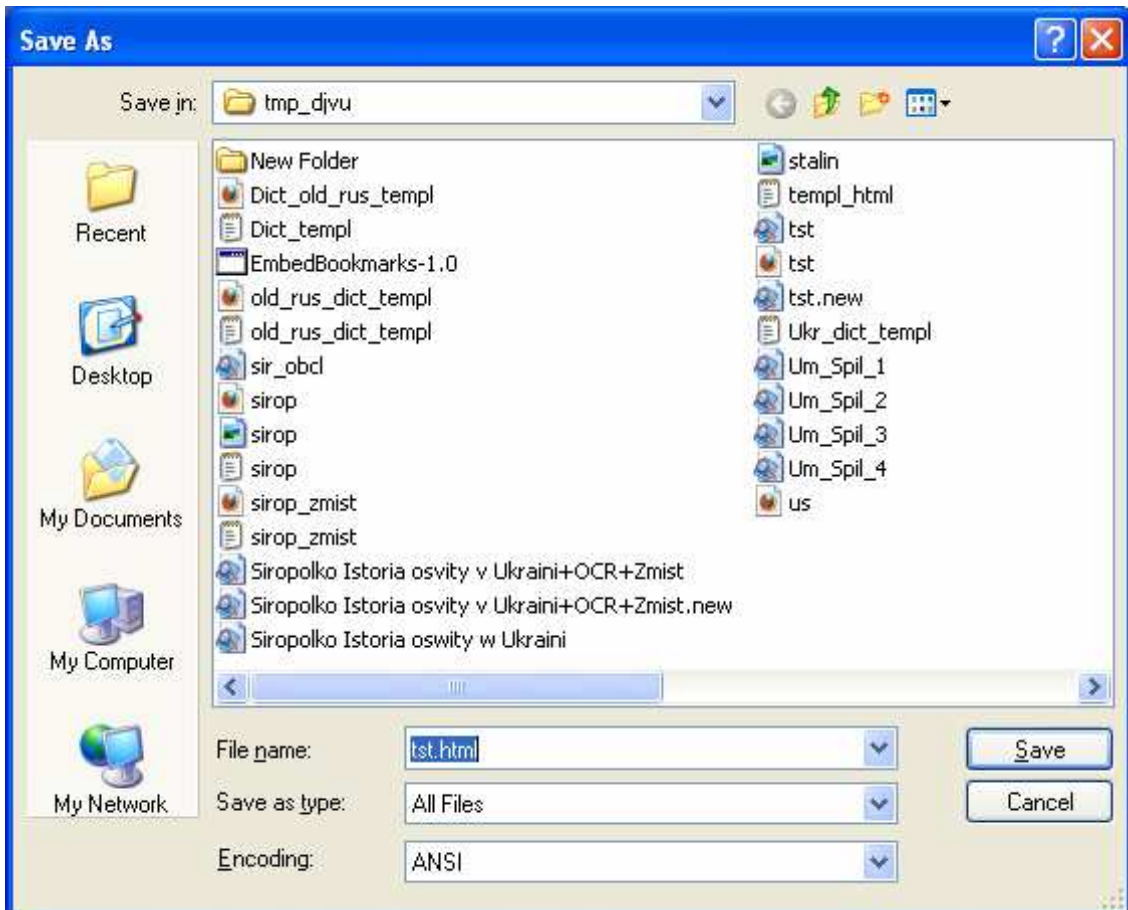 Save As
Save in:
tmp_djvu
Recent
Desktop
My Documents
My Computer
My Network
New Folder
Dict_old_rus_templ
Dict_templ
EmbedBookmarks-1.0
old_rus_dict_templ
old_rus_dict_templ
sir_obcl
sirop
sirop
sirop
sirop_zmist
sirop_zmist
Siropolko Istoria osvity v Ukraini+OCR+Zmist
Siropolko Istoria osvity v Ukraini+OCR+Zmist.new
Siropolko Istoria oswity w Ukraini
stalin
templ_html
tst
tst
tst.new
Ukr_dict_templ
Um_Spil_1
Um_Spil_2
Um_Spil_3
Um_Spil_4
us
File name:
tst.html
Save
Save as type:
All Files
Cancel
Encoding:
ANSI